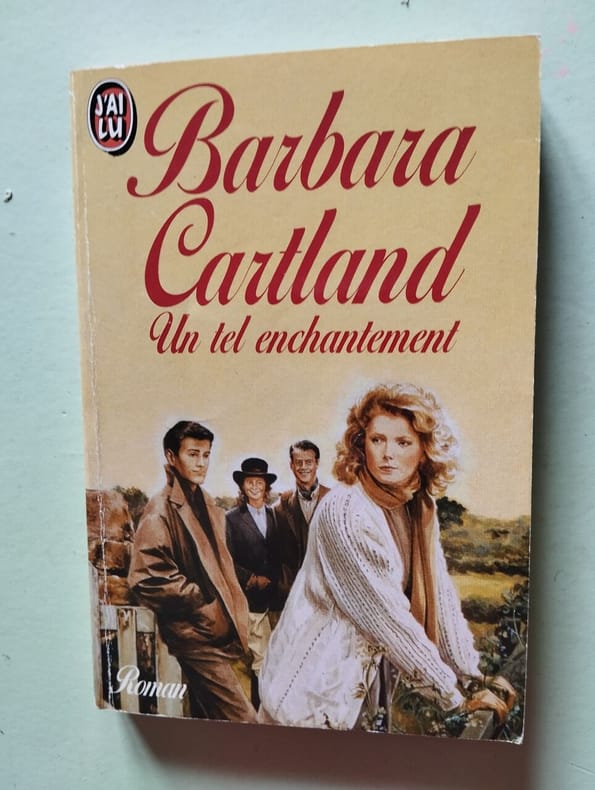 J'AI
LU
Barbara
Cartland
Un tel enchantement
Roman